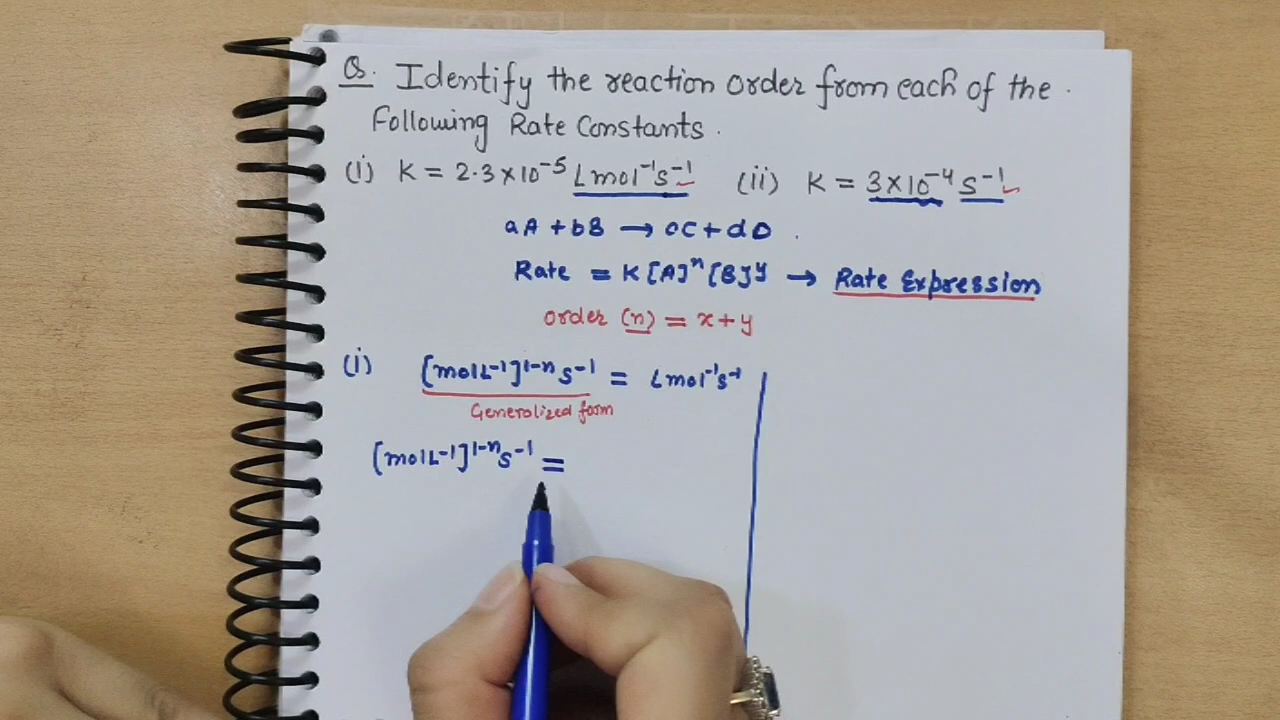 Q. Identify the reaction order from each of the
Following Rate Constants.
(i) K = 2.3×10⁻⁵ L mol⁻¹s⁻¹ (ii) K = 3×10⁻⁴ s⁻¹
aA + bB → cC + dD.
Rate = K[A]ⁿ[B]ʸ → Rate Expression
order (n) = x+y
(i) [molL⁻¹]¹⁻ⁿ s⁻¹ = L mol⁻¹s⁻¹
Generalized form
[molL⁻¹]¹⁻ⁿ s⁻¹ =